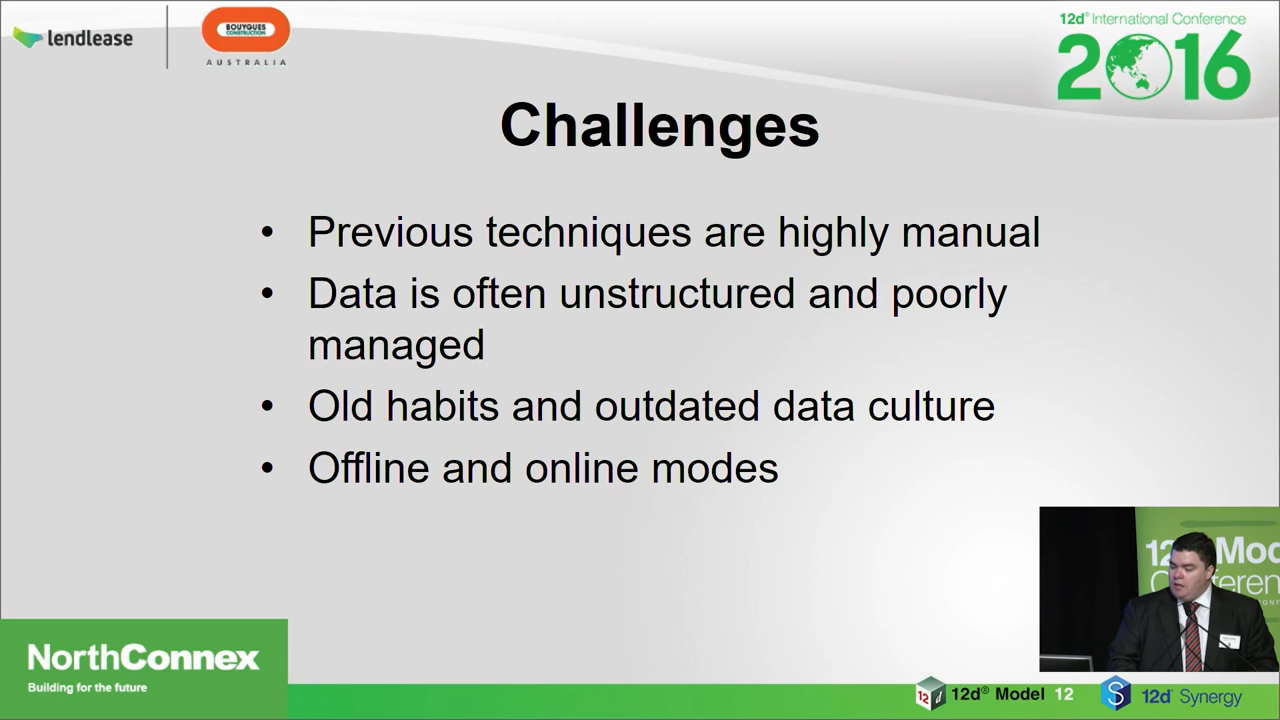 lendlease
BOUYGUES
CONSTRUCTION
AUSTRALIA
12d® International Conference
2016
Challenges
• Previous techniques are highly manual
• Data is often unstructured and poorly
managed
• Old habits and outdated data culture
• Offline and online modes
NorthConnex
Building for the future
12d® Model 12
12d® Synergy